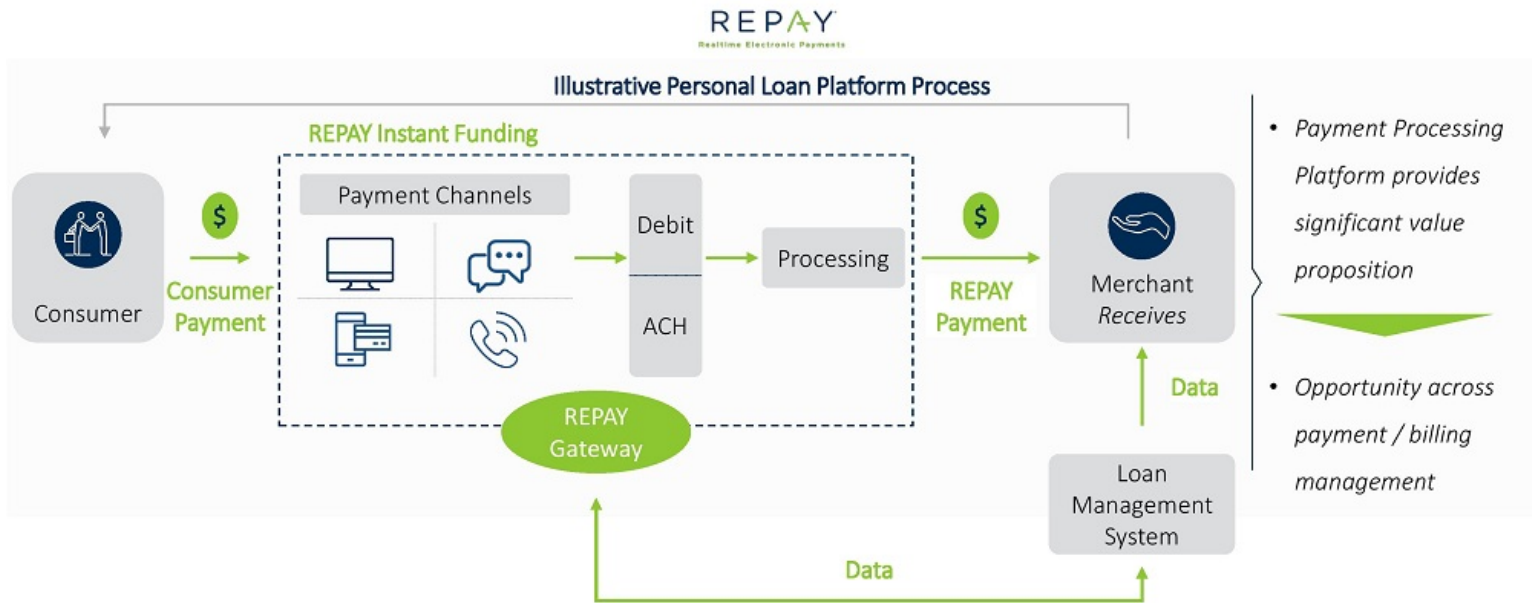 REPAY
Realtime Electronic Payments
Illustrative Personal Loan Platform Process
REPAY Instant Funding
Consumer
$
Consumer
Payment
Payment Channels
Debit
ACH
Processing
REPAY
Gateway
$
REPAY
Payment
Merchant
Receives
Data
Loan
Management
System
Data
• Payment Processing
Platform provides
significant value
proposition
• Opportunity across
payment / billing
management